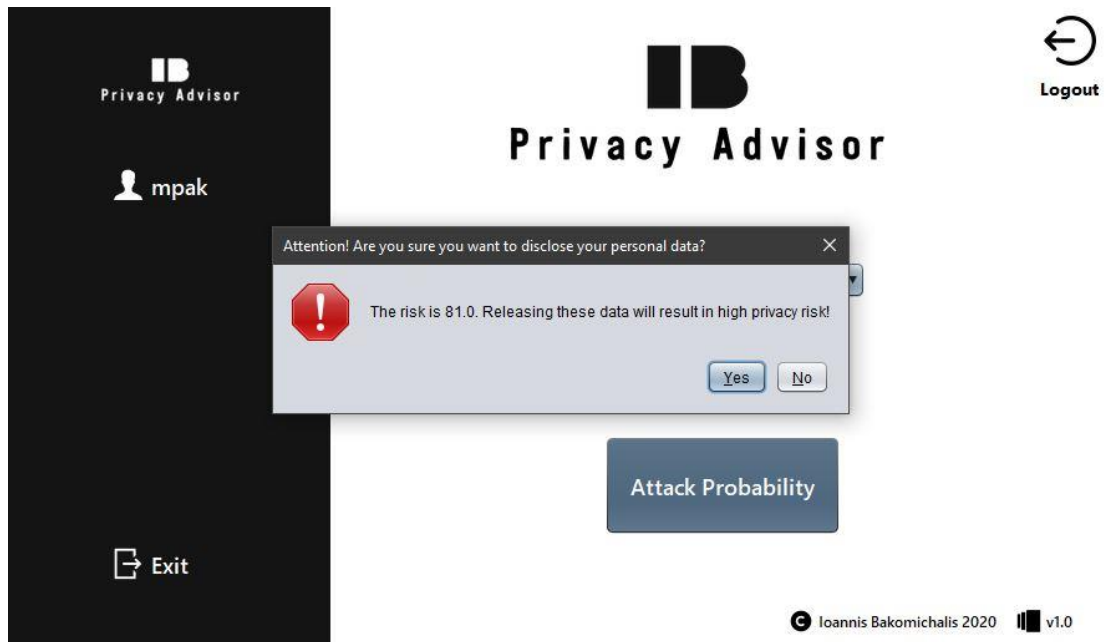 IB
Privacy Advisor
mpak
Exit
IB
Privacy Advisor
Logout
Attention! Are you sure you want to disclose your personal data?
The risk is 81.0. Releasing these data will result in high privacy risk!
Yes No
Attack Probability
C Ioannis Bakomichalis 2020 v1.0